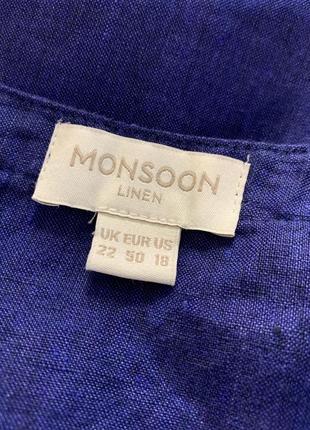 MONSOON
LINEN
UK EUR US
22 50 18